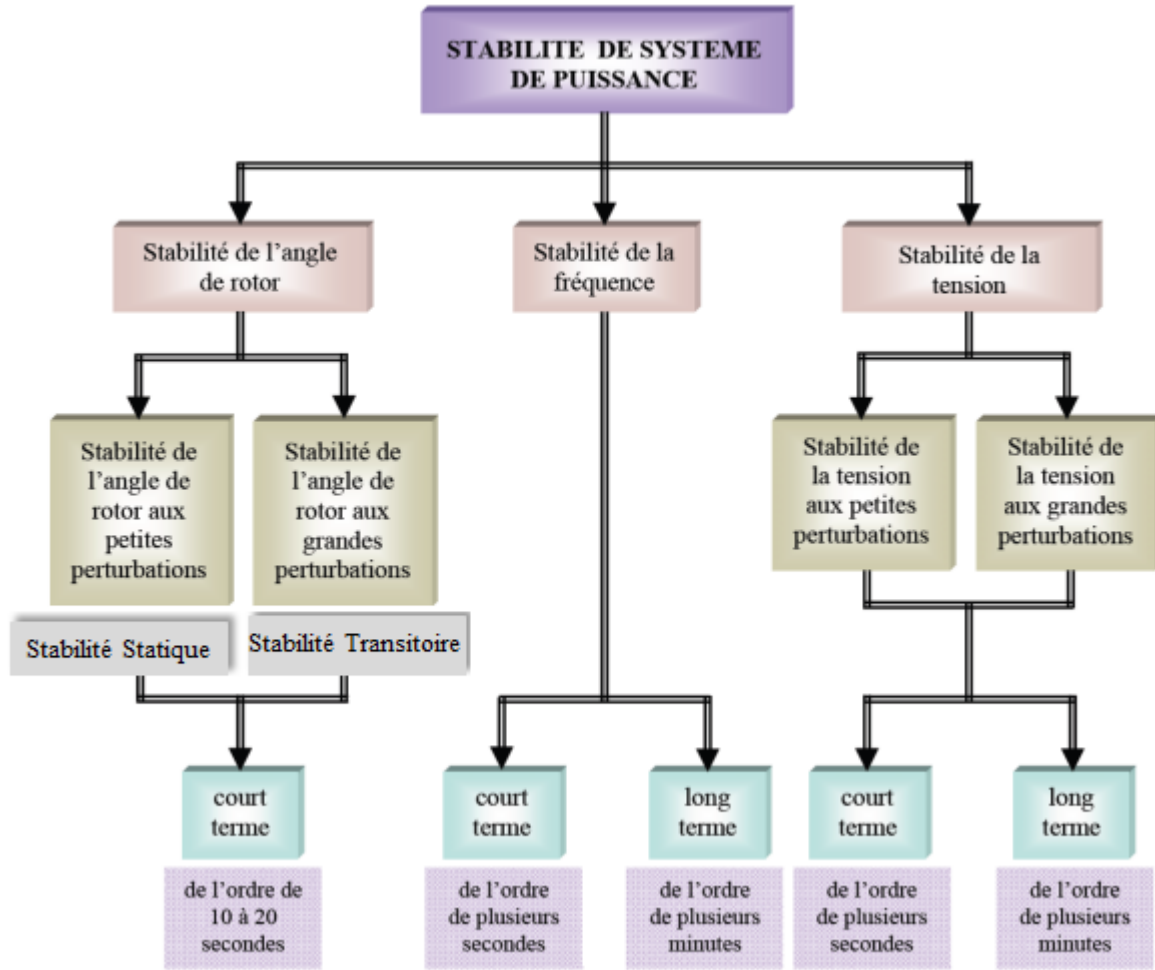 STABILITE DE SYSTEME
DE PUISSANCE
Stabilité de l’angle
de rotor
Stabilité de la
fréquence
Stabilité de la
tension
Stabilité de
l’angle de
rotor aux
petites
perturbations
Stabilité de
l’angle de
rotor aux
grandes
perturbations
Stabilité de
la tension
aux petites
perturbations
Stabilité de
la tension
aux grandes
perturbations
Stabilité Statique
Stabilité Transitoire
court
terme
court
terme
long
terme
court
terme
long
terme
de l’ordre de
10 à 20
secondes
de l’ordre
de plusieurs
secondes
de l’ordre
de plusieurs
minutes
de l’ordre
de plusieurs
secondes
de l’ordre
de plusieurs
minutes